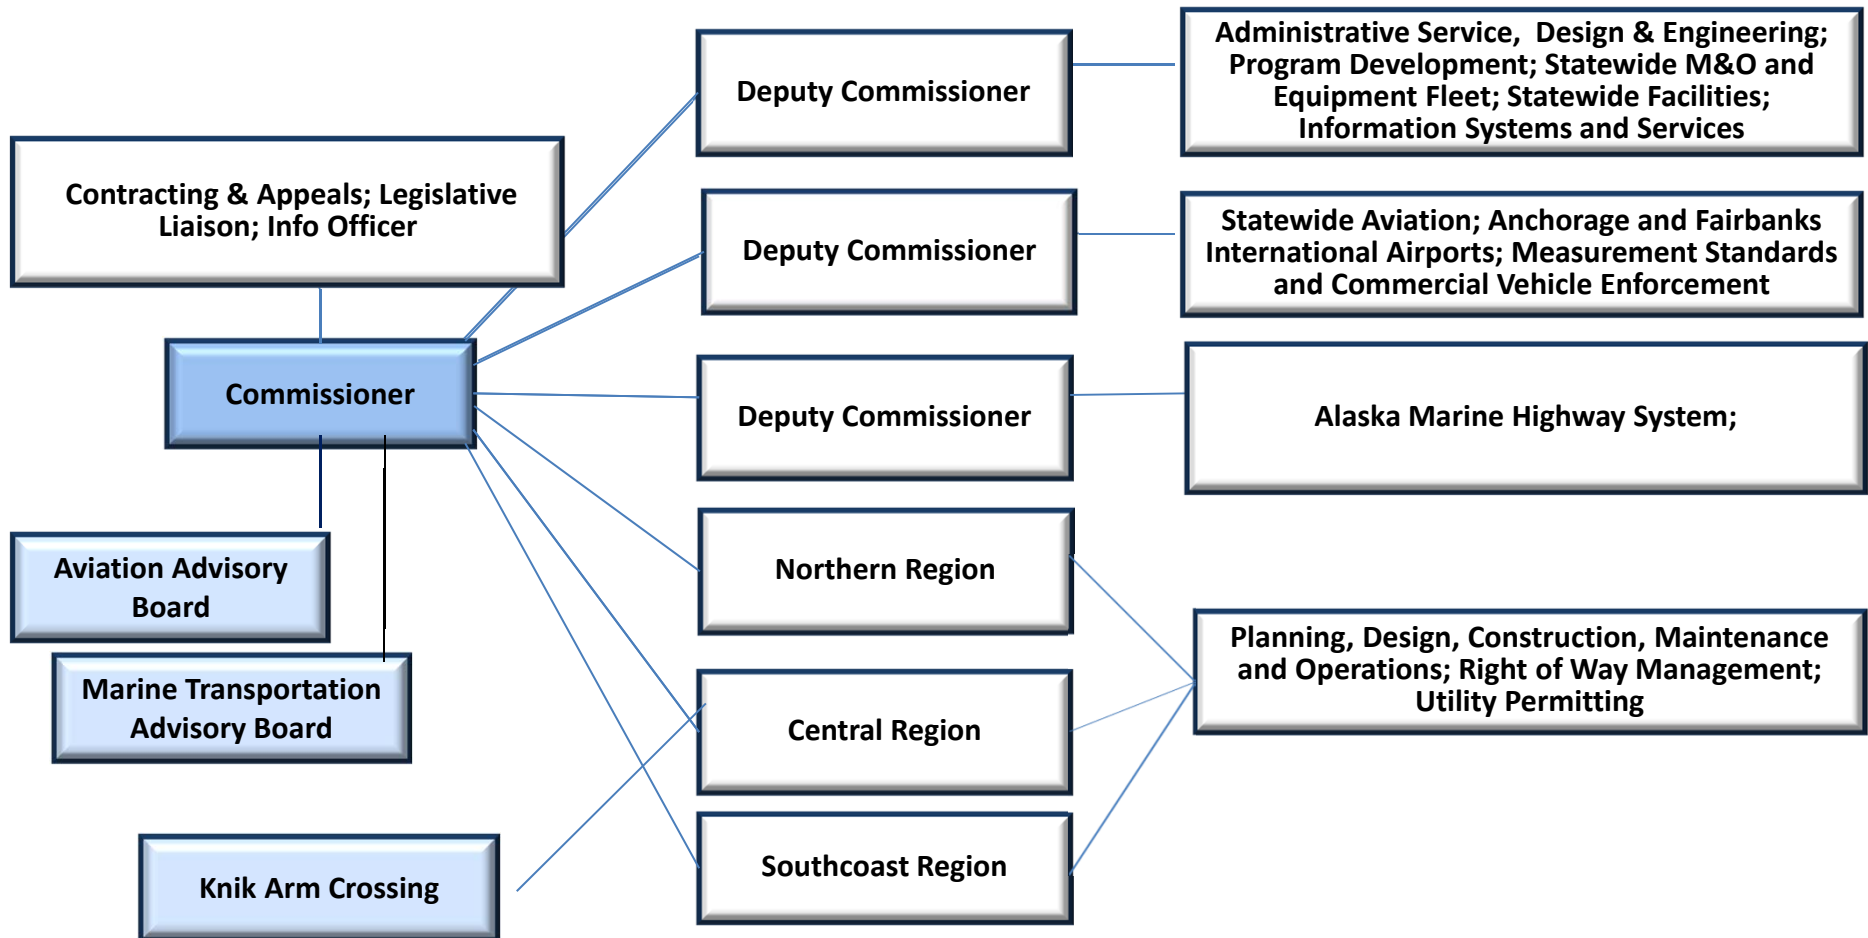 Deputy Commissioner
Administrative Service, Design & Engineering;
Program Development; Statewide M&O and
Equipment Fleet; Statewide Facilities;
Information Systems and Services
Contracting & Appeals; Legislative
Liaison; Info Officer
Deputy Commissioner
Statewide Aviation; Anchorage and Fairbanks
International Airports; Measurement Standards
and Commercial Vehicle Enforcement
Commissioner
Deputy Commissioner
Alaska Marine Highway System;
Aviation Advisory
Board
Northern Region
Marine Transportation
Advisory Board
Central Region
Planning, Design, Construction, Maintenance
and Operations; Right of Way Management;
Utility Permitting
Knik Arm Crossing
Southcoast Region